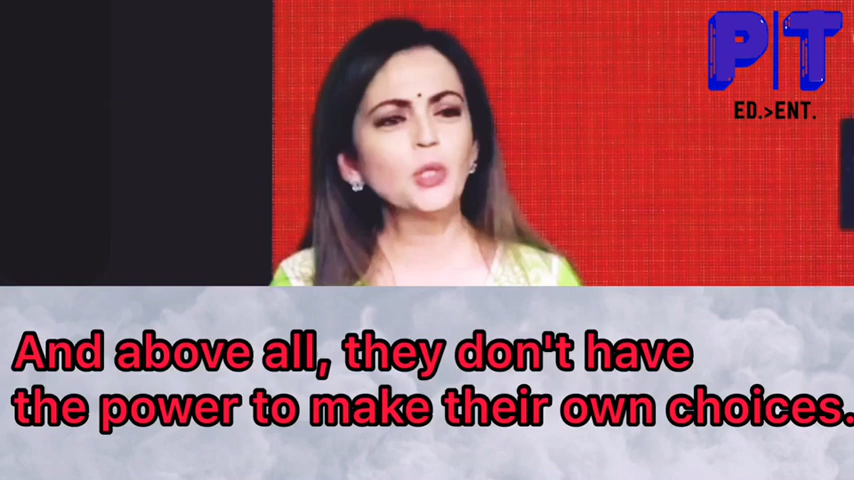 P|T
ED.>ENT.
And above all, they don't have
the power to make their own choices.